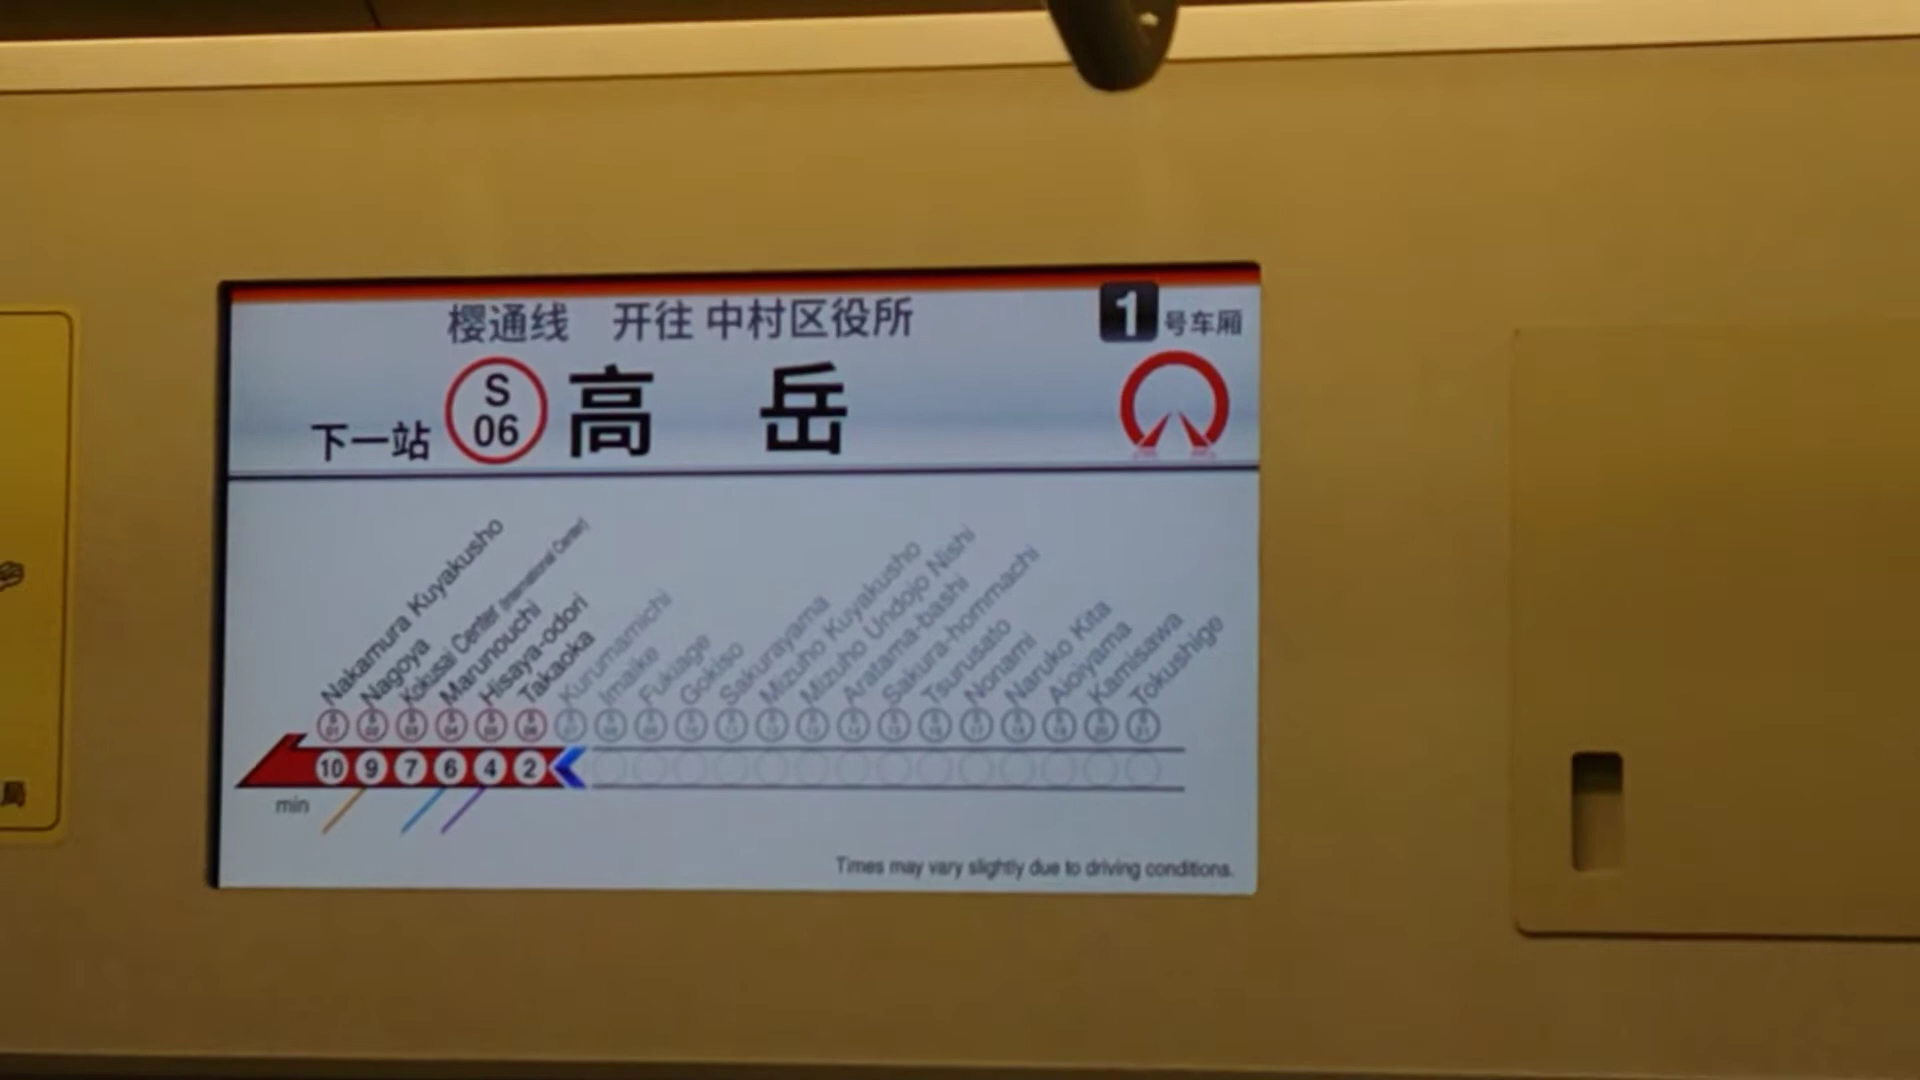 樱通线 开往 中村区役所
1 号车厢
下一站 S 06 高岳
Nakamura Kuyakusho
Nagoya
Kokusai Center (International Center)
Marunouchi
Hisaya-odori
Takaoka
Kurumamichi
Imaike
Fukiage
Gokiso
Sakurayama
Mizuho Kuyakusho
Mizuho Undojo Nishi
Aratama-bashi
Sakura-hommachi
Tsurusato
Nonami
Naruko Kita
Aioiyama
Kamisawa
Tokushige
10 9 7 6 4 2
min
Times may vary slightly due to driving conditions.
局